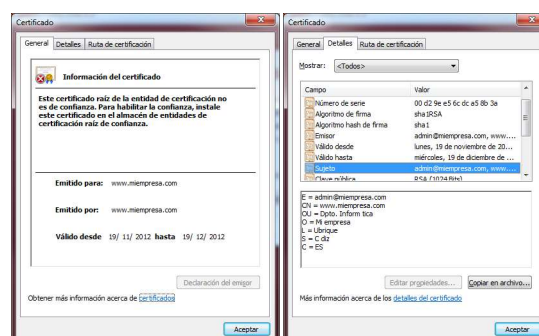 Certificado
General Detalles Ruta de certificación
Información del certificado
Este certificado raíz de la entidad de certificación no
es de confianza. Para habilitar la confianza, instale
este certificado en el almacén de entidades de
certificación raíz de confianza.
Emitido para: www.miempresa.com
Emitido por: www.miempresa.com
Válido desde 19/ 11/ 2012 hasta 19/ 12/ 2012
Declaración del emisor
Obtener más información acerca de certificados
Aceptar
Certificado
General Detalles Ruta de certificación
Mostrar: <Todos>
Campo Valor
Número de serie 00 d2 9e e5 6c dc a5 8b 3a
Algoritmo de firma sha1RSA
Algoritmo hash de firma sha1
Emisor admin@miempresa.com, www....
Válido desde lunes, 19 de noviembre de 20...
Válido hasta miércoles, 19 de diciembre de ...
Sujeto admin@miempresa.com, www....
Clave pública RSA (1024 Bits)
E = admin@miempresa.com
CN = www.miempresa.com
OU = Dpto. Inform tica
O = Mi empresa
L = Ubrique
S = C diz
C = ES
Editar propiedades... Copiar en archivo...
Más información acerca de los detalles del certificado
Aceptar